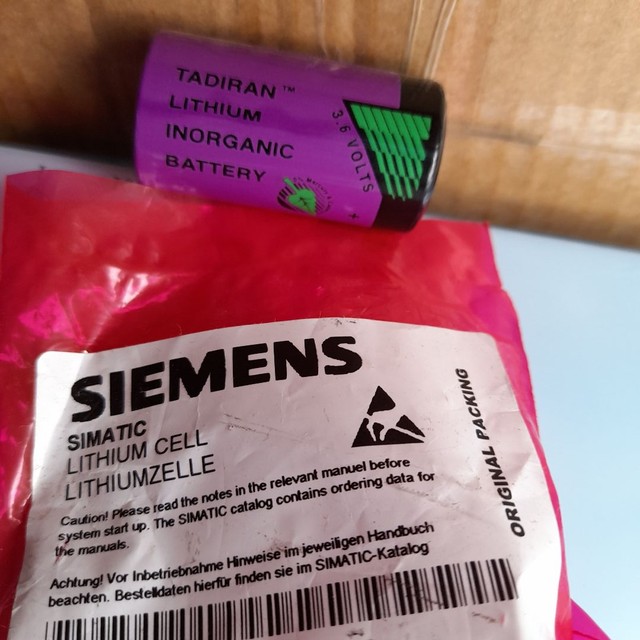 TADIRAN™
LITHIUM
INORGANIC
BATTERY
3.6 VOLTS
+
SIEMENS
SIMATIC
LITHIUM CELL
LITHIUMZELLE
Caution! Please read the notes in the relevant manuel before
system start up. The SIMATIC catalog contains ordering data for
the manuals.
Achtung! Vor Inbetriebnahme Hinweise im jeweiligen Handbuch
beachten. Bestelldaten hierfür finden sie im SIMATIC-Katalog
ORIGINAL PACKING